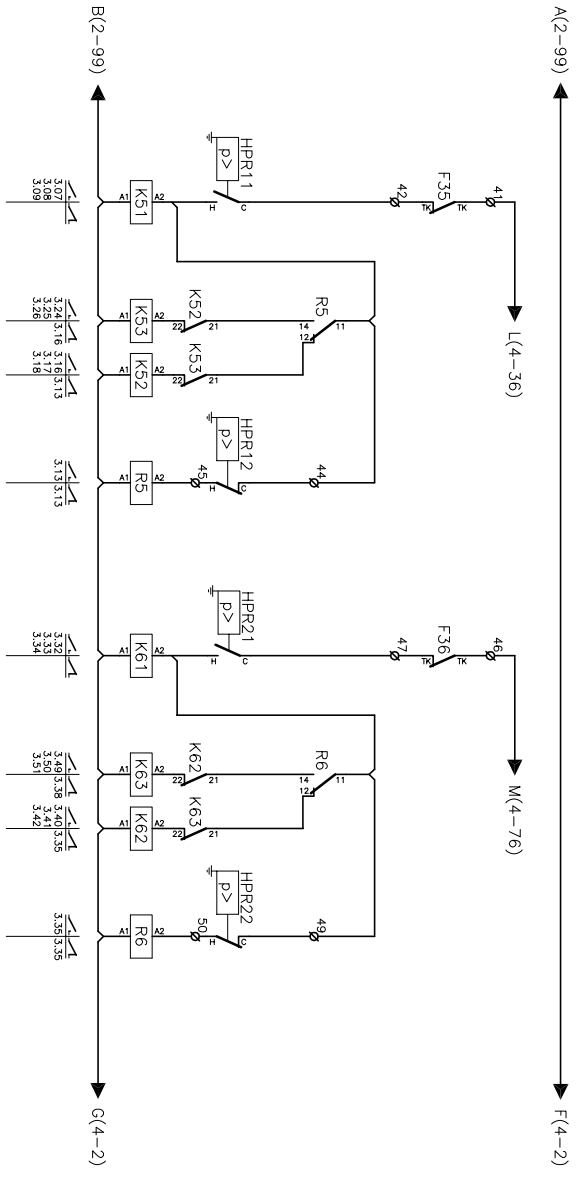 A(2-99)
F(4-2)
L(4-36)
M(4-76)
41
F35
TK
TK
42
46
F36
TK
TK
47
HPR11
p>
C
H
R5
11
14
12
44
K52
21
22
K53
21
22
HPR12
p>
C
H
45
HPR21
p>
C
H
R6
11
14
12
49
K62
21
22
K63
21
22
HPR22
p>
C
H
50
A2
K51
A1
A2
K53
A1
A2
K52
A1
A2
R5
A1
A2
K61
A1
A2
K63
A1
A2
K62
A1
A2
R6
A1
B(2-99)
G(4-2)
3.07
3.08
3.09
3.24 3.16
3.25
3.26
3.16 3.13
3.17
3.18
3.13 3.13
3.32
3.33
3.34
3.49 3.38
3.50
3.51
3.40 3.35
3.41
3.42
3.35 3.35